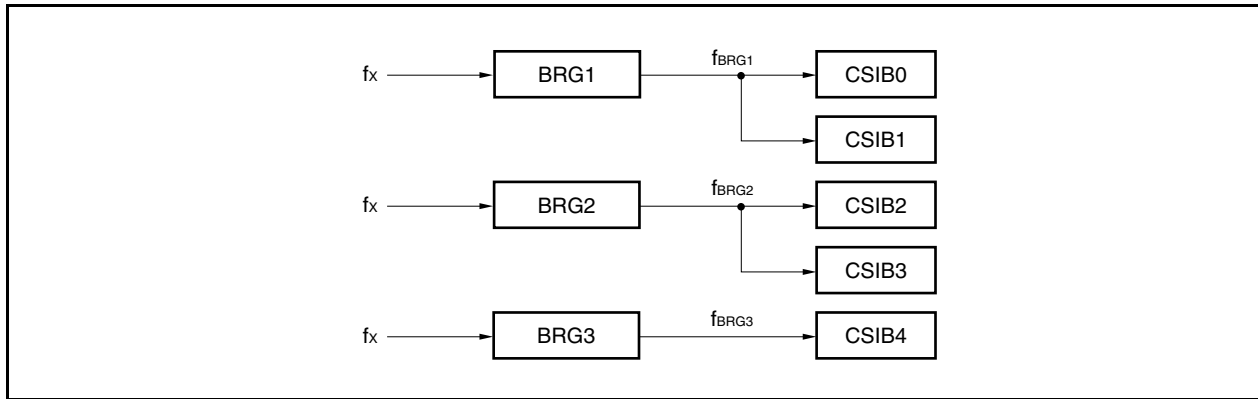 fX BRG1 fBRG1 CSIB0
CSIB1
fX BRG2 fBRG2 CSIB2
CSIB3
fX BRG3 fBRG3 CSIB4